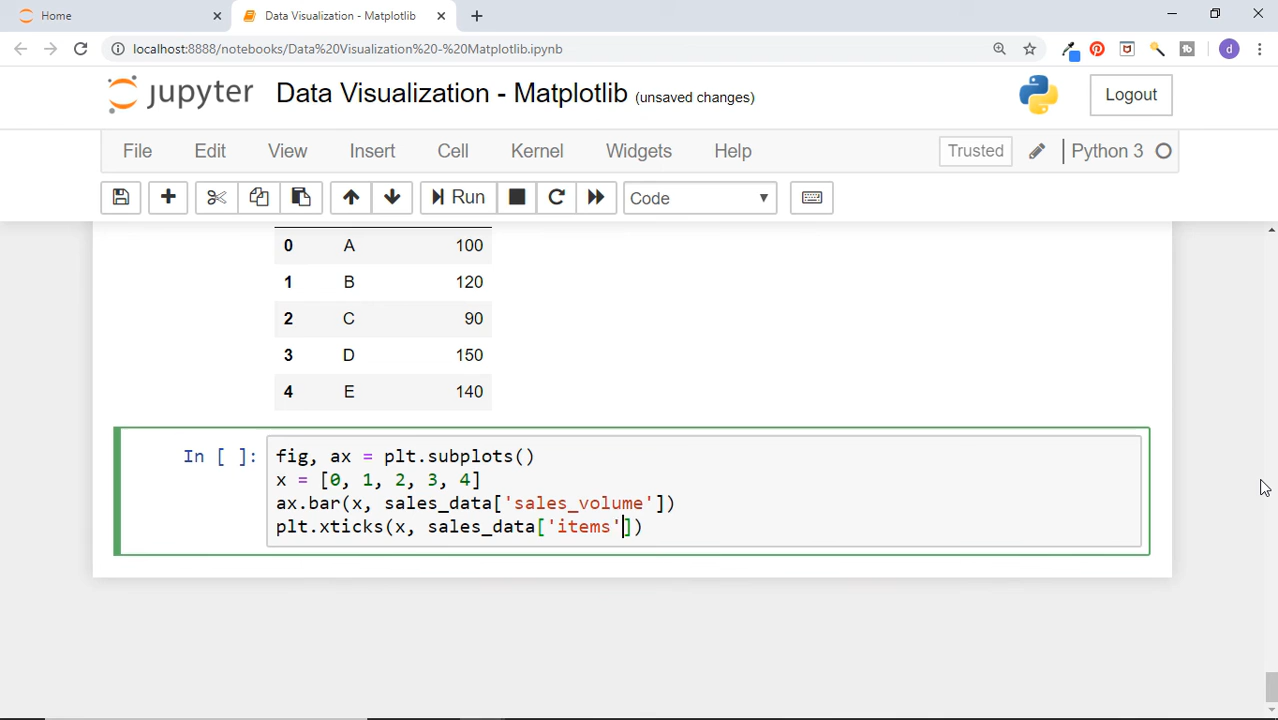 Home
Data Visualization - Matplotlib
localhost:8888/notebooks/Data%20Visualization%20-%20Matplotlib.ipynb
d
jupyter Data Visualization - Matplotlib (unsaved changes)
Logout
File Edit View Insert Cell Kernel Widgets Help
Trusted
Python 3
Run
Code
0 A 100
1 B 120
2 C 90
3 D 150
4 E 140
In [ ]: fig, ax = plt.subplots()
x = [0, 1, 2, 3, 4]
ax.bar(x, sales_data['sales_volume'])
plt.xticks(x, sales_data['items'])